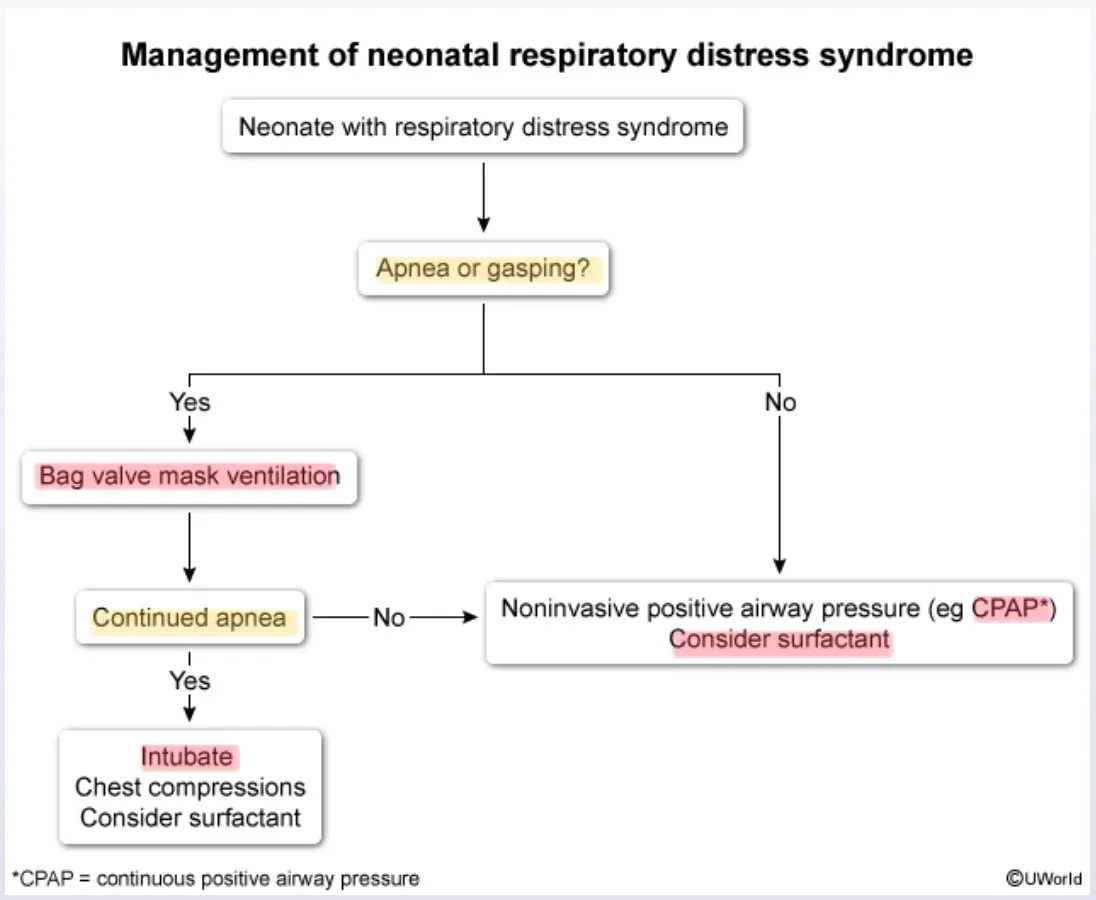 Management of neonatal respiratory distress syndrome
Neonate with respiratory distress syndrome
Apnea or gasping?
Yes
No
Bag valve mask ventilation
Continued apnea
No
Noninvasive positive airway pressure (eg CPAP*)
Consider surfactant
Yes
Intubate
Chest compressions
Consider surfactant
*CPAP = continuous positive airway pressure
©UWorld